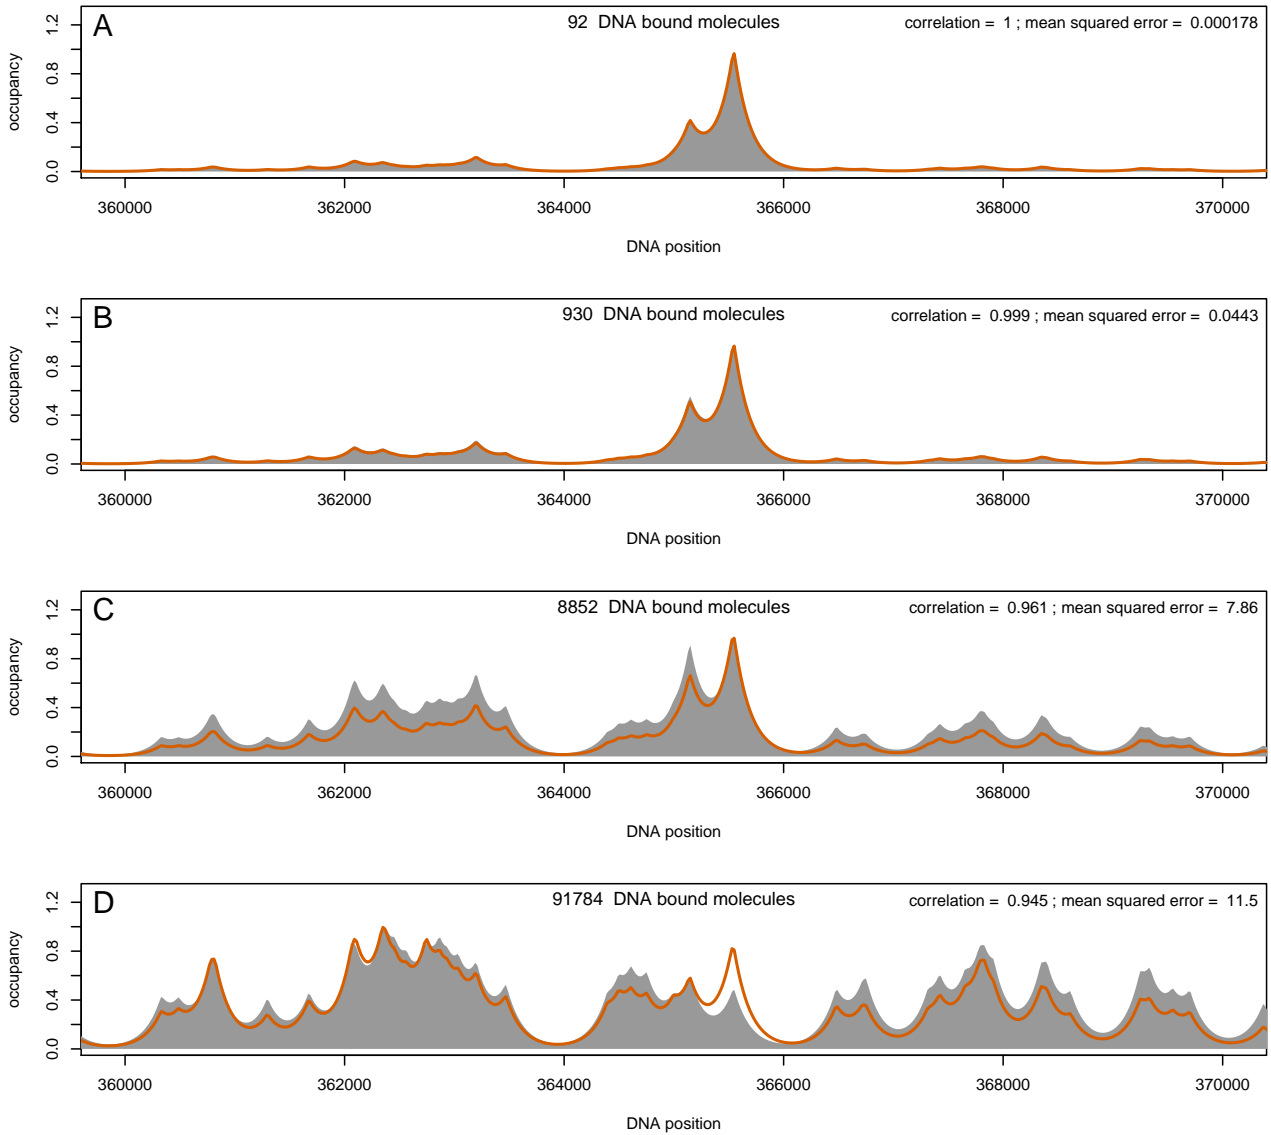 A
92 DNA bound molecules
correlation = 1 ; mean squared error = 0.000178
occupancy
0.0 0.4 0.8 1.2
360000 362000 364000 366000 368000 370000
DNA position
B
930 DNA bound molecules
correlation = 0.999 ; mean squared error = 0.0443
occupancy
0.0 0.4 0.8 1.2
360000 362000 364000 366000 368000 370000
DNA position
C
8852 DNA bound molecules
correlation = 0.961 ; mean squared error = 7.86
occupancy
0.0 0.4 0.8 1.2
360000 362000 364000 366000 368000 370000
DNA position
D
91784 DNA bound molecules
correlation = 0.945 ; mean squared error = 11.5
occupancy
0.0 0.4 0.8 1.2
360000 362000 364000 366000 368000 370000
DNA position